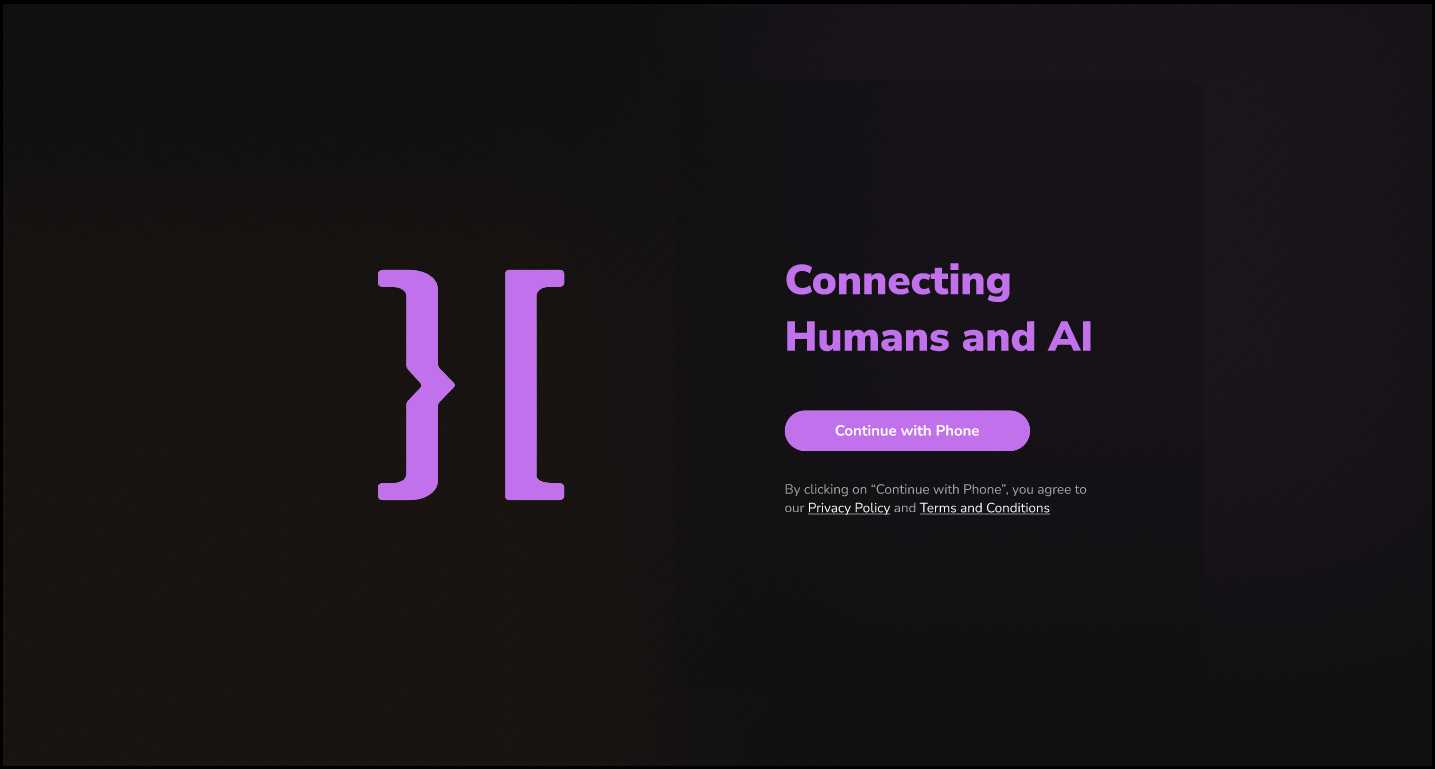 }[
Connecting
Humans and AI
Continue with Phone
By clicking on “Continue with Phone”, you agree to
our Privacy Policy and Terms and Conditions